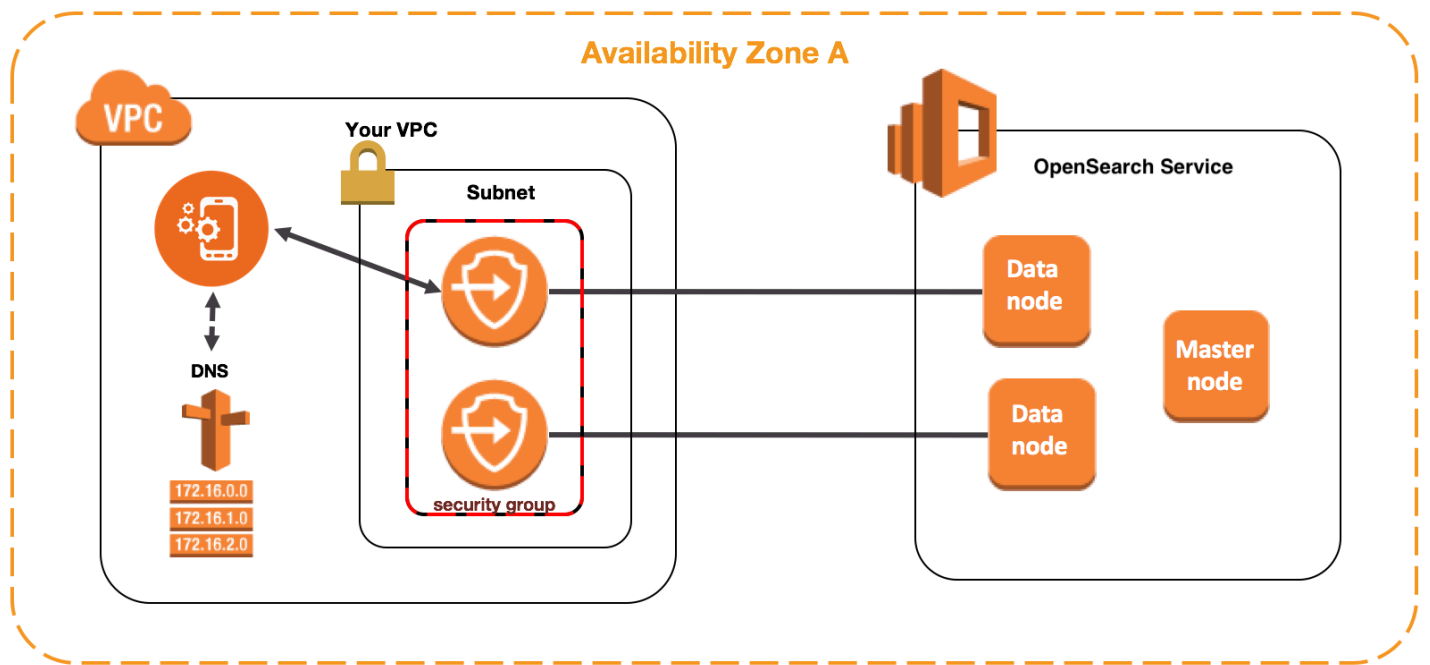 Availability Zone A
VPC
Your VPC
Subnet
security group
DNS
172.16.0.0
172.16.1.0
172.16.2.0
OpenSearch Service
Data
node
Data
node
Master
node